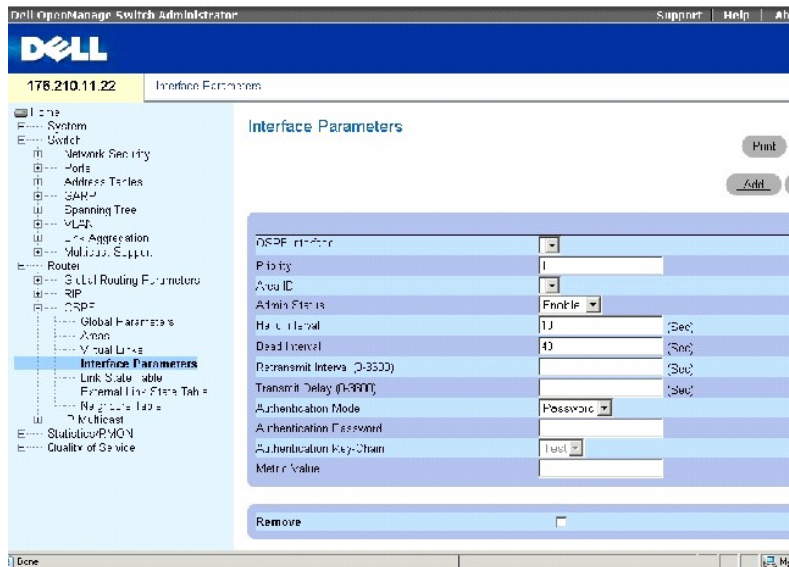 Dell OpenManage Switch Administrator
Support | Help |
DELL
176.210.11.22
Interface Parameters
Home
System
Switch
Network Security
Ports
Address Tables
GARP
Spanning Tree
VLAN
Link Aggregation
Multicast Support
Router
Global Routing Parameters
RIP
OSPF
Global Parameters
Areas
Virtual Links
Interface Parameters
Link State Table
External Link State Table
Neighbors Table
IP Multicast
Statistics/RMON
Quality of Service
Interface Parameters
Print
Add
OSPF Interface
Priority 1
Area ID
Admin Status Enable
Hello Interval 10 (Sec)
Dead Interval 40 (Sec)
Retransmit Interval (0-3600) (Sec)
Transmit Delay (0-3600) (Sec)
Authentication Mode Password
Authentication Password
Authentication Key-Chain Test
Metric Value
Remove
Done